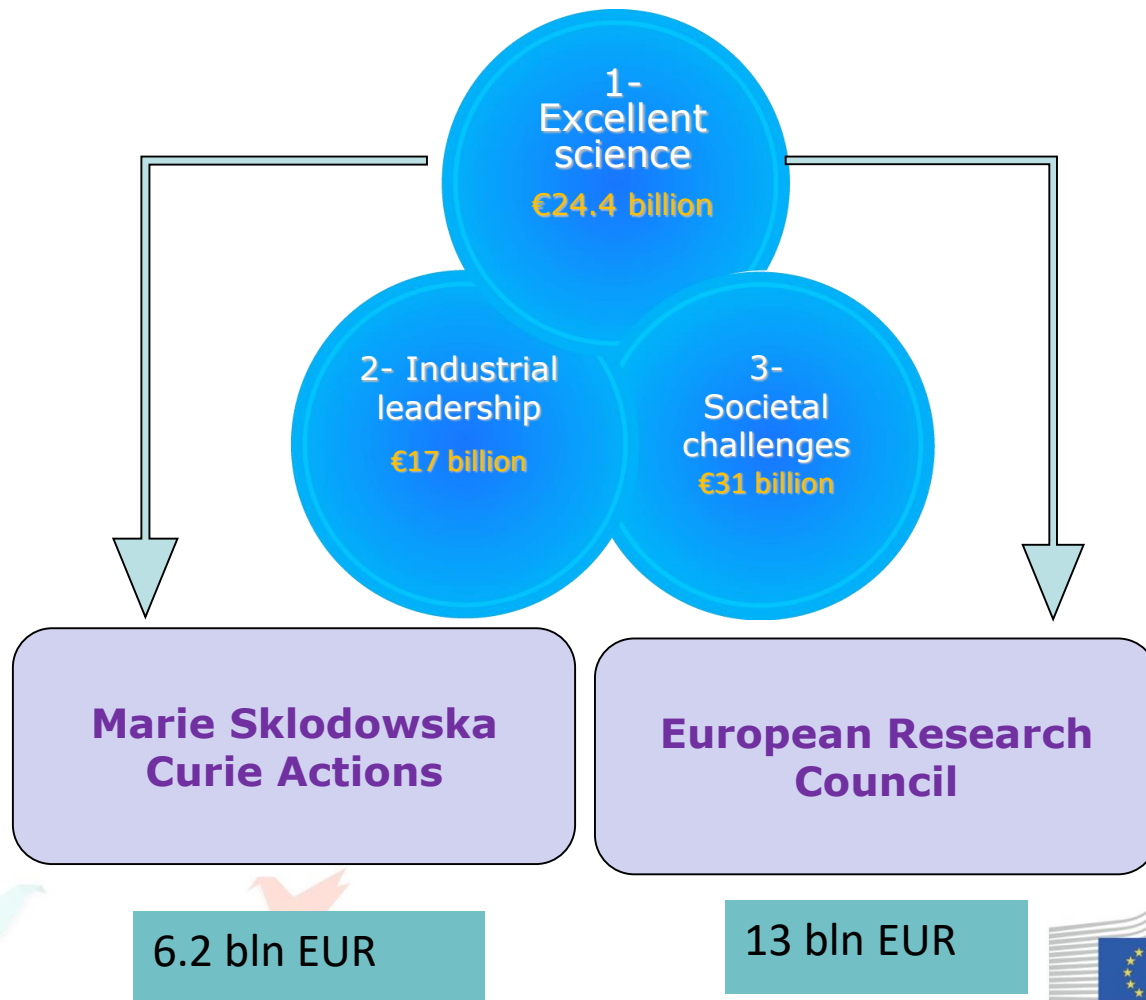 1-
Excellent
science
€24.4 billion
2- Industrial
leadership
€17 billion
3-
Societal
challenges
€31 billion
Marie Sklodowska
Curie Actions
European Research
Council
6.2 bln EUR
13 bln EUR